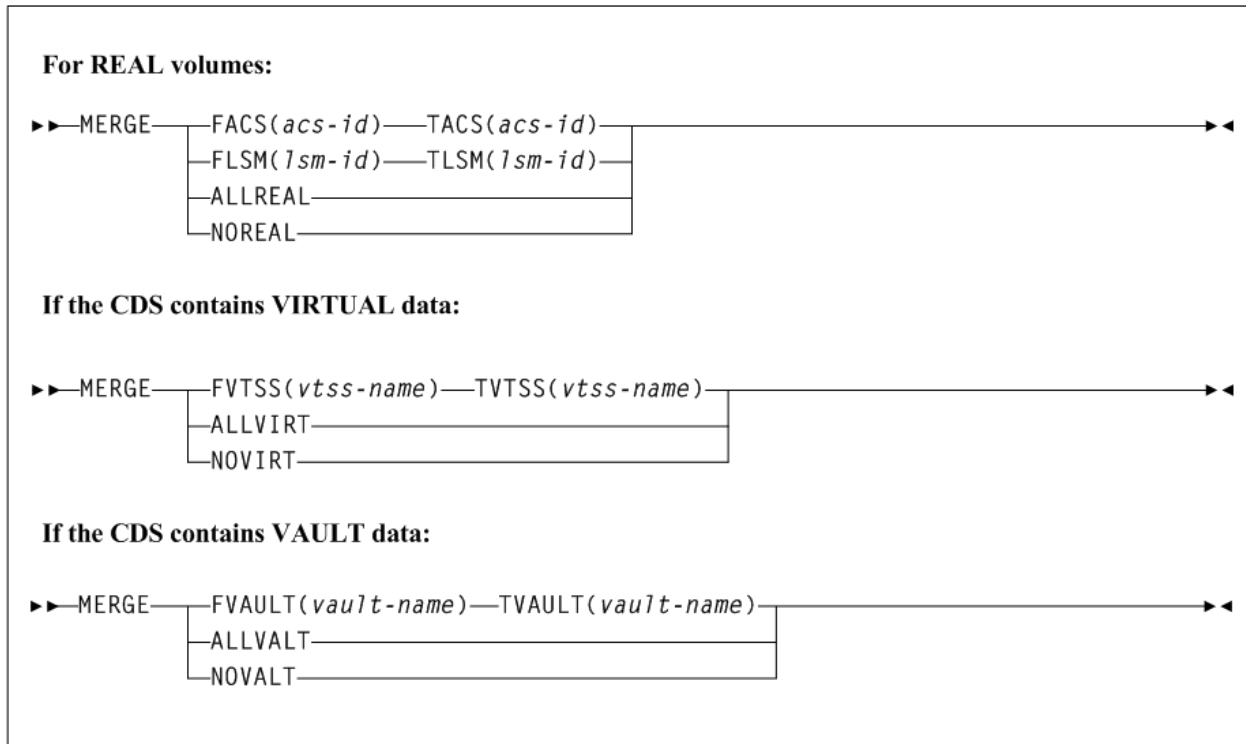 For REAL volumes:
MERGE FACS(acs-id) TACS(acs-id)
FLSM(lsm-id) TLSM(lsm-id)
ALLREAL
NOREAL
If the CDS contains VIRTUAL data:
MERGE FVTSS(vtss-name) TVTSS(vtss-name)
ALLVIRT
NOVIRT
If the CDS contains VAULT data:
MERGE FVAULT(vault-name) TVAULT(vault-name)
ALLVALT
NOVALT